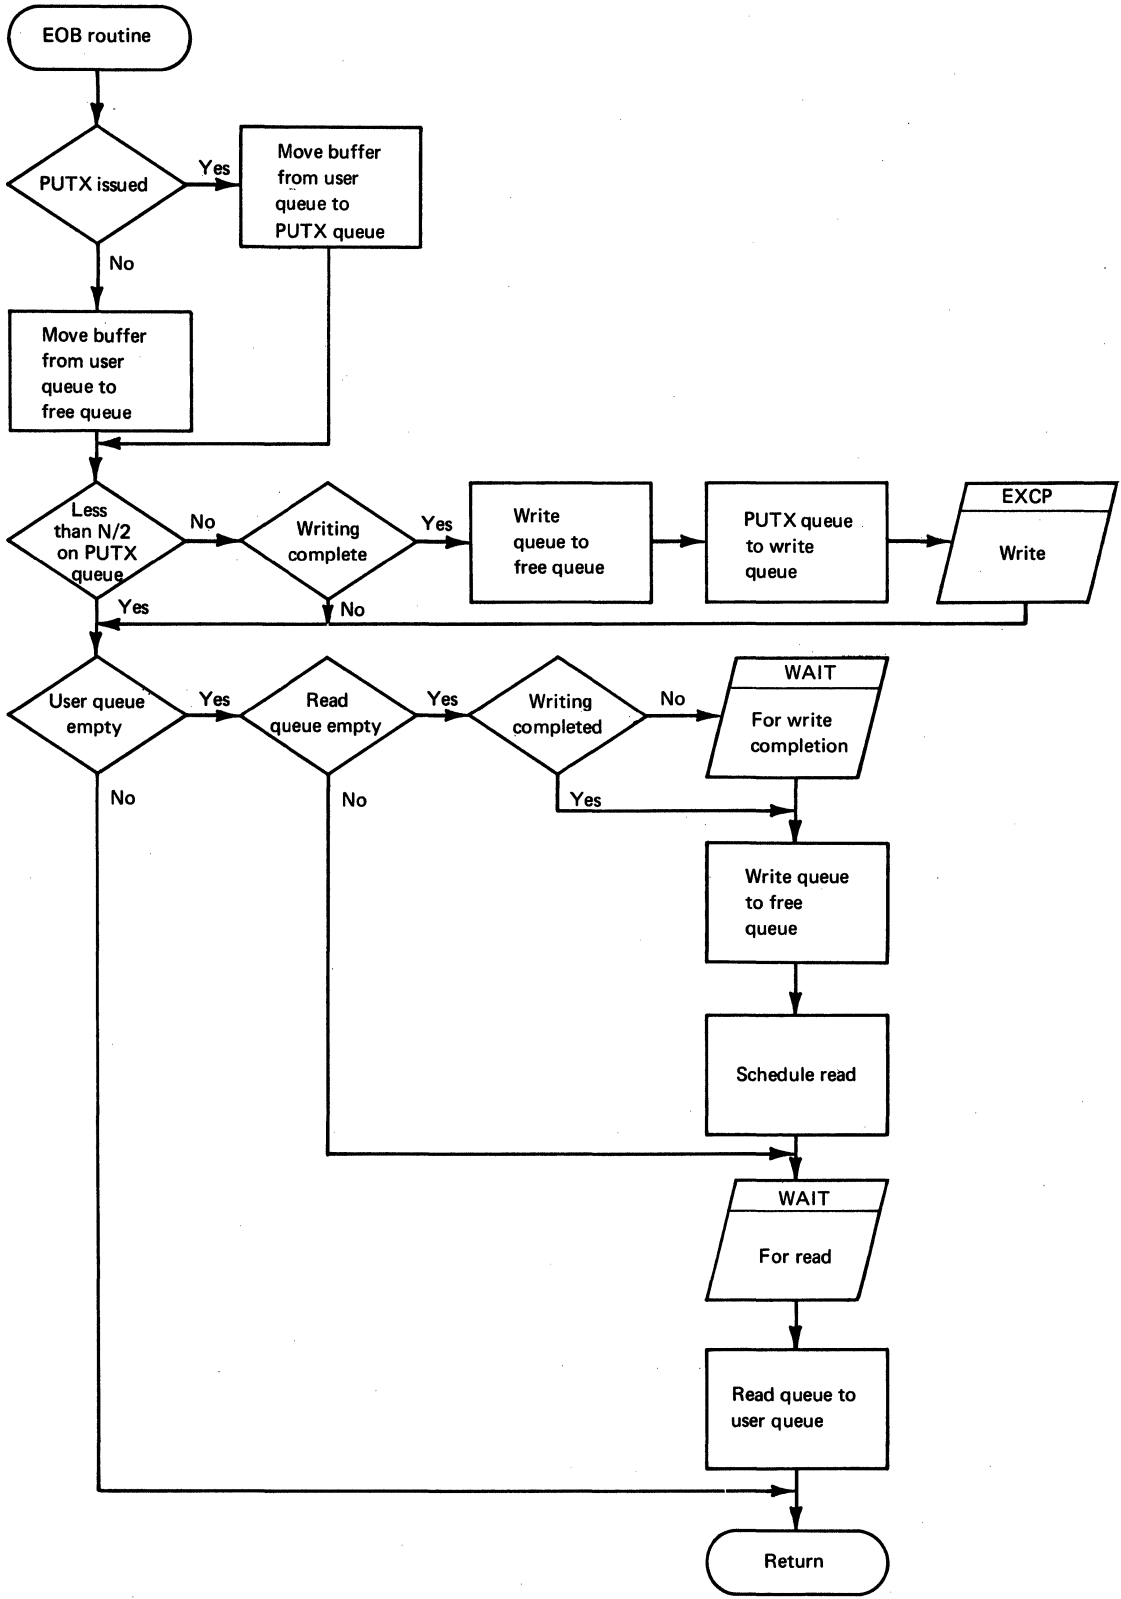 EOB routine
PUTX issued
Yes
Move buffer
from user
queue to
PUTX queue
No
Move buffer
from user
queue to
free queue
Less
than N/2
on PUTX
queue
No
Writing
complete
Yes
Write
queue to
free queue
PUTX queue
to write
queue
EXCP
Write
Yes
No
User queue
empty
Yes
Read
queue empty
Yes
Writing
completed
No
WAIT
For write
completion
No
No
Yes
Write queue
to free
queue
Schedule read
WAIT
For read
Read queue to
user queue
Return